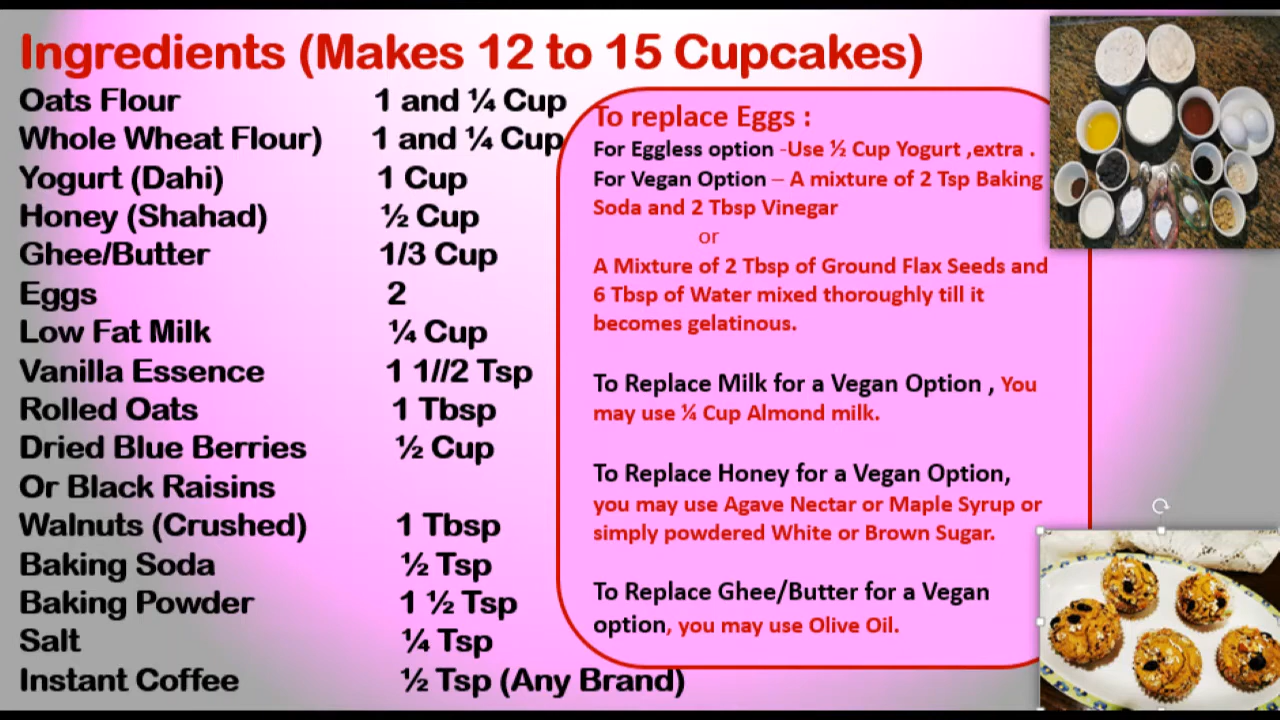 Ingredients (Makes 12 to 15 Cupcakes)
Oats Flour 1 and ¼ Cup
Whole Wheat Flour) 1 and ¼ Cup
Yogurt (Dahi) 1 Cup
Honey (Shahad) ½ Cup
Ghee/Butter 1/3 Cup
Eggs 2
Low Fat Milk ¼ Cup
Vanilla Essence 1 1//2 Tsp
Rolled Oats 1 Tbsp
Dried Blue Berries ½ Cup
Or Black Raisins
Walnuts (Crushed) 1 Tbsp
Baking Soda ½ Tsp
Baking Powder 1 ½ Tsp
Salt ¼ Tsp
Instant Coffee ½ Tsp (Any Brand)
To replace Eggs :
For Eggless option -Use ½ Cup Yogurt ,extra .
For Vegan Option – A mixture of 2 Tsp Baking
Soda and 2 Tbsp Vinegar
or
A Mixture of 2 Tbsp of Ground Flax Seeds and
6 Tbsp of Water mixed thoroughly till it
becomes gelatinous.
To Replace Milk for a Vegan Option , You
may use ¼ Cup Almond milk.
To Replace Honey for a Vegan Option,
you may use Agave Nectar or Maple Syrup or
simply powdered White or Brown Sugar.
To Replace Ghee/Butter for a Vegan
option, you may use Olive Oil.